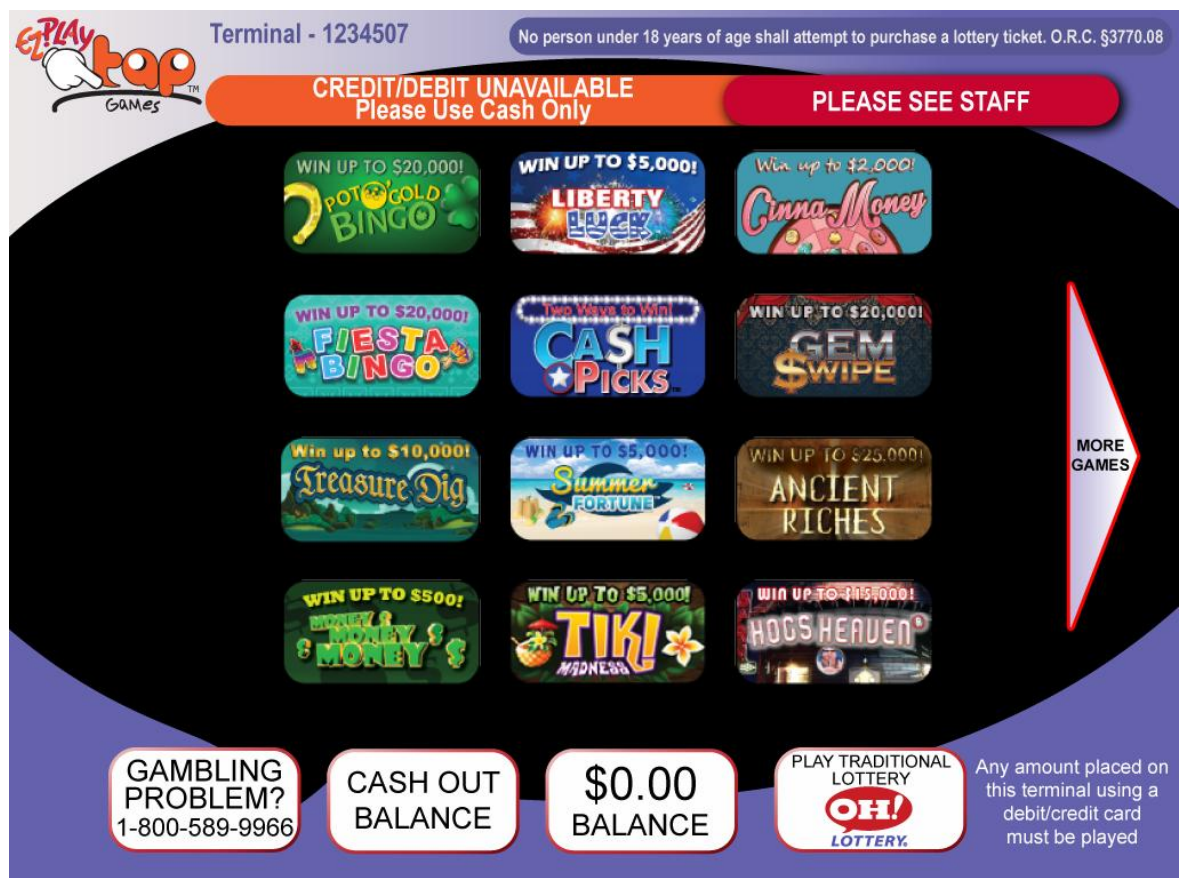 EZPLAY
tap
Games
TM
Terminal - 1234507
No person under 18 years of age shall attempt to purchase a lottery ticket. O.R.C. §3770.08
CREDIT/DEBIT UNAVAILABLE
Please Use Cash Only
PLEASE SEE STAFF
WIN UP TO $20,000!
POT O' GOLD
BINGO
WIN UP TO $5,000!
LIBERTY
LUCK
Win up to $2,000!
Cinna-Money
WIN UP TO $20,000!
FIESTA
BINGO
Two Ways to Win!
CA$H
PICKS™
WIN UP TO $20,000!
GEM
$WIPE
Win up to $10,000!
Treasure Dig
WIN UP TO $5,000!
Summer
FORTUNE
WIN UP TO $25,000!
ANCIENT
RICHES
WIN UP TO $500!
MONEY $
MONEY $
$ MONEY $
WIN UP TO $5,000!
TIKI
MADNESS
WIN UP TO $15,000!
HOGS HEAVEN®
MORE
GAMES
GAMBLING
PROBLEM?
1-800-589-9966
CASH OUT
BALANCE
$0.00
BALANCE
PLAY TRADITIONAL
LOTTERY
OH!
LOTTERY.
Any amount placed on
this terminal using a
debit/credit card
must be played